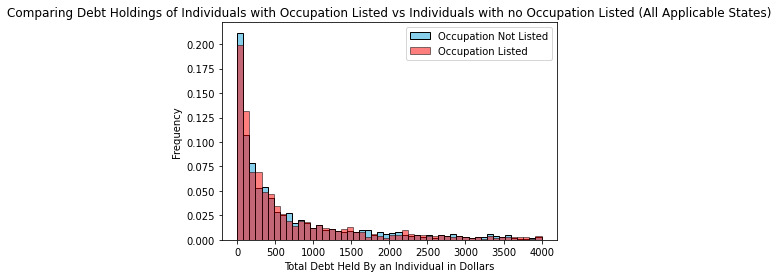 Comparing Debt Holdings of Individuals with Occupation Listed vs Individuals with no Occupation Listed (All Applicable States)
Occupation Not Listed
Occupation Listed
0.200
0.175
0.150
0.125
0.100
0.075
0.050
0.025
0.000
Frequency
0 500 1000 1500 2000 2500 3000 3500 4000
Total Debt Held By an Individual in Dollars